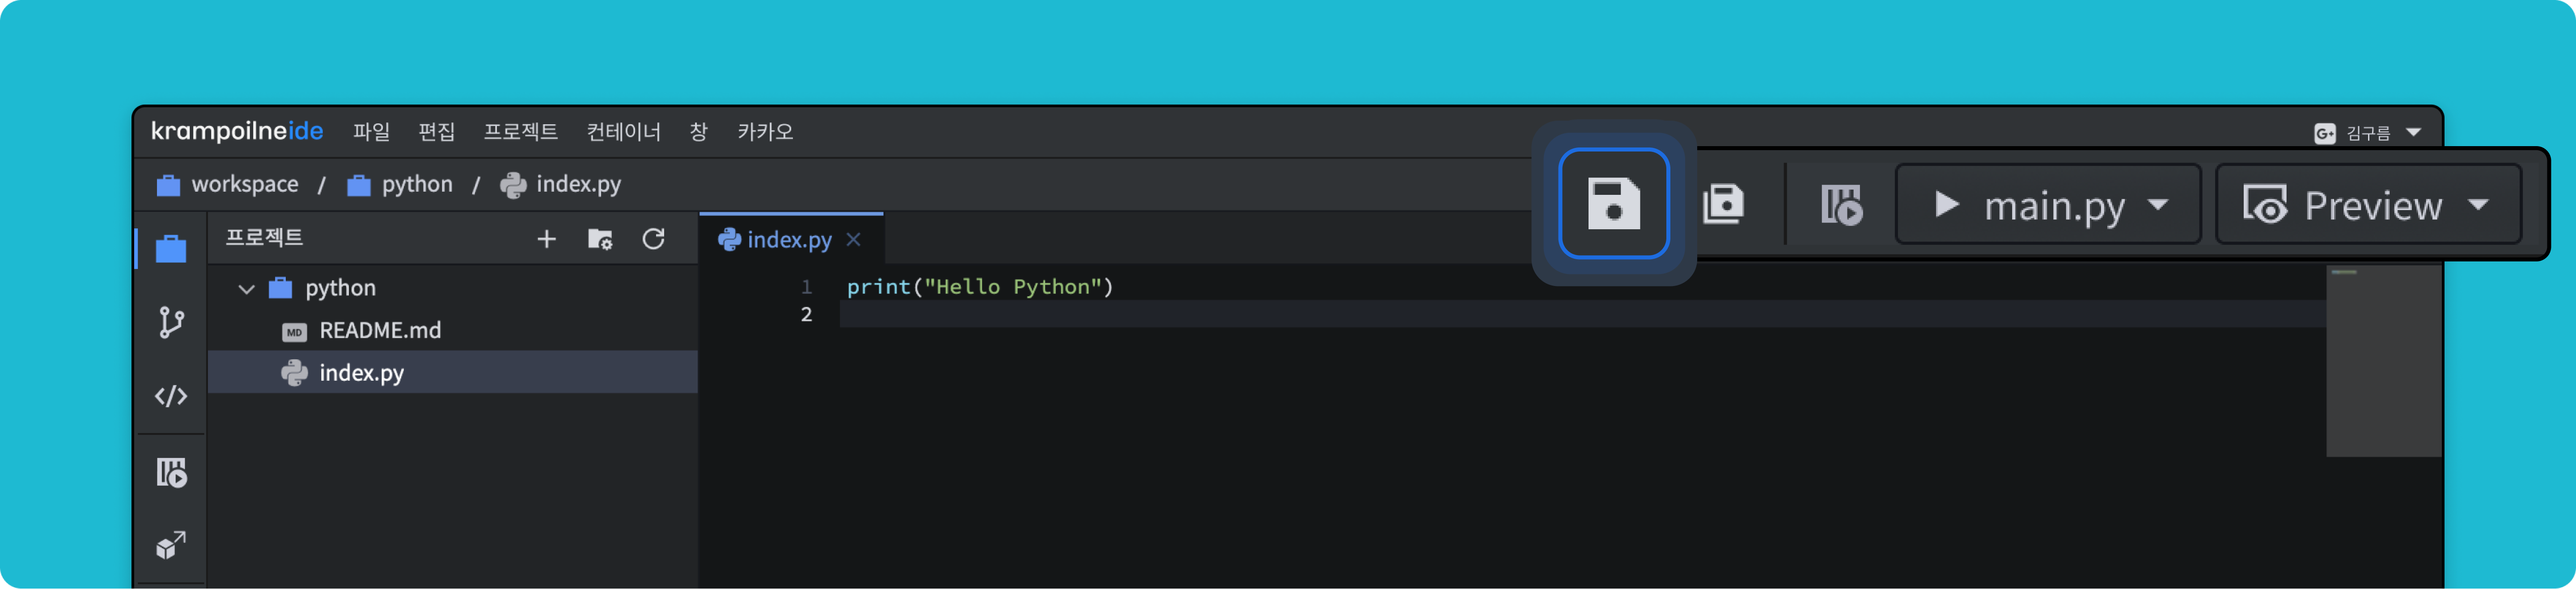 krampoilneide 파일 편집 프로젝트 컨테이너 창 카카오 G+ 김구름
workspace / python / index.py
main.py Preview
프로젝트
index.py
python
MD README.md
index.py
1 print("Hello Python")
2